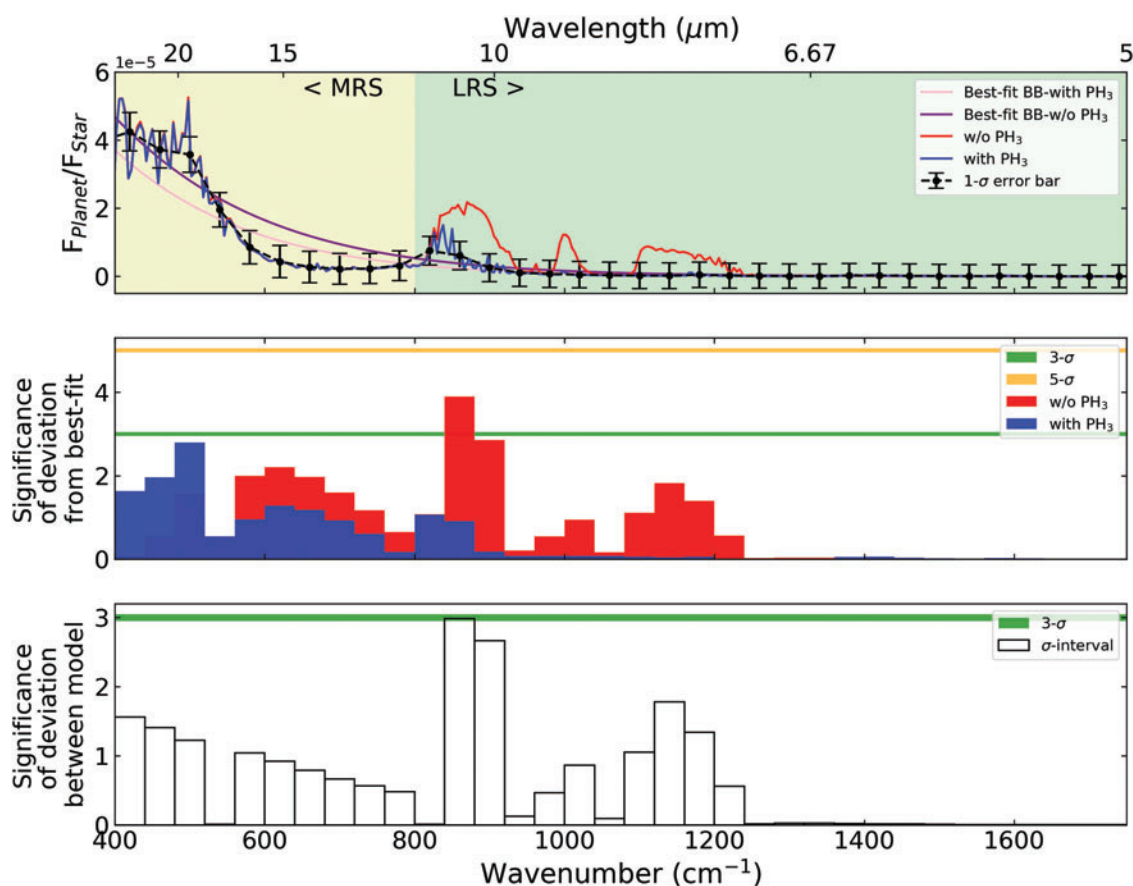 Wavelength (μm)
20 15 10 6.67 5
1e-5
< MRS LRS >
6
4
2
0
F_Planet/F_Star
Best-fit BB-with PH₃
Best-fit BB-w/o PH₃
w/o PH₃
with PH₃
1-σ error bar
4
2
0
Significance
of deviation
from best-fit
3-σ
5-σ
w/o PH₃
with PH₃
3
2
1
0
Significance
of deviation
between model
3-σ
σ-interval
400 600 800 1000 1200 1400 1600
Wavenumber (cm⁻¹)